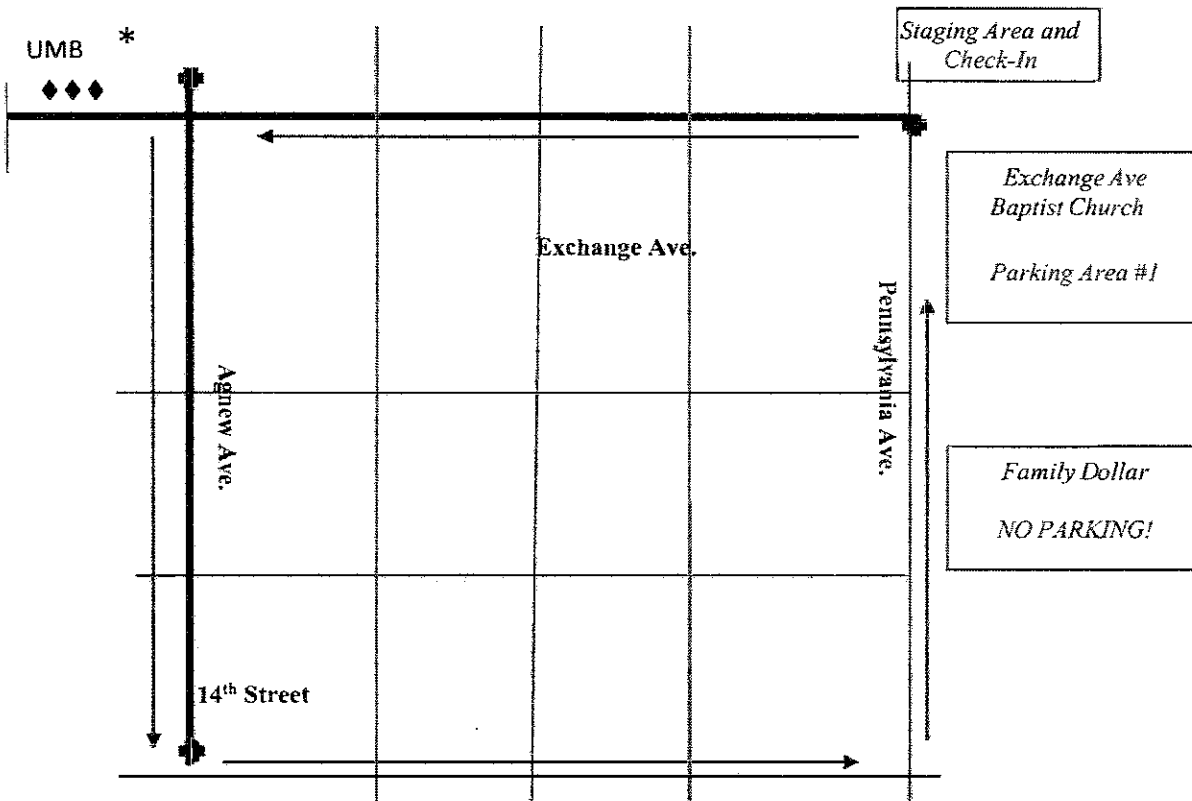 UMB *
Staging Area and
Check-In
Exchange Ave
Baptist Church
Parking Area #1
Exchange Ave.
Pennsylvania Ave.
Agnew Ave.
Family Dollar
NO PARKING!
14th Street